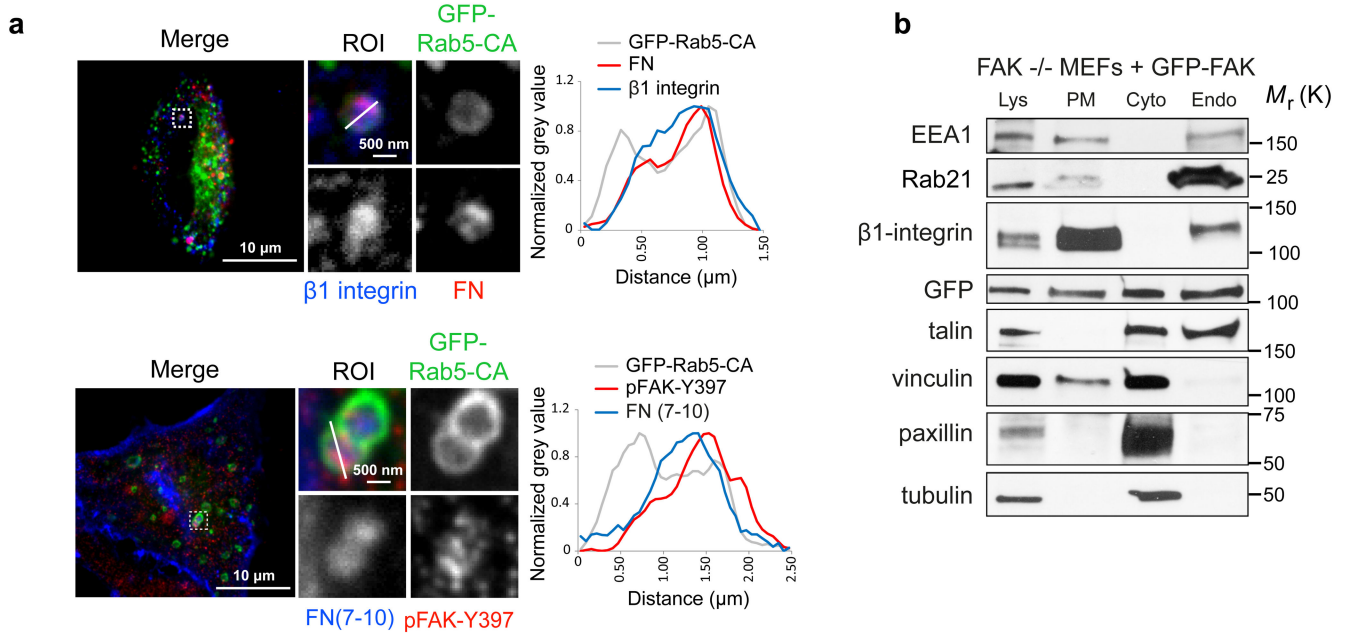 a
Merge
ROI
GFP-
Rab5-CA
10 µm
500 nm
β1 integrin
FN
GFP-Rab5-CA
FN
β1 integrin
Normalized grey value
1.2
0.8
0.4
0
0
0.50
1.00
1.50
Distance (µm)
Merge
ROI
GFP-
Rab5-CA
10 µm
500 nm
FN(7-10)
pFAK-Y397
GFP-Rab5-CA
pFAK-Y397
FN (7-10)
Normalized grey value
1.2
0.8
0.4
0
0
0.50
1.00
1.50
2.00
2.50
Distance (µm)
b
FAK -/- MEFs + GFP-FAK
Lys PM Cyto Endo Mr (K)
EEA1 150
Rab21 25
β1-integrin 150
100
GFP 100
talin 150
vinculin 100
paxillin 75
50
tubulin 50